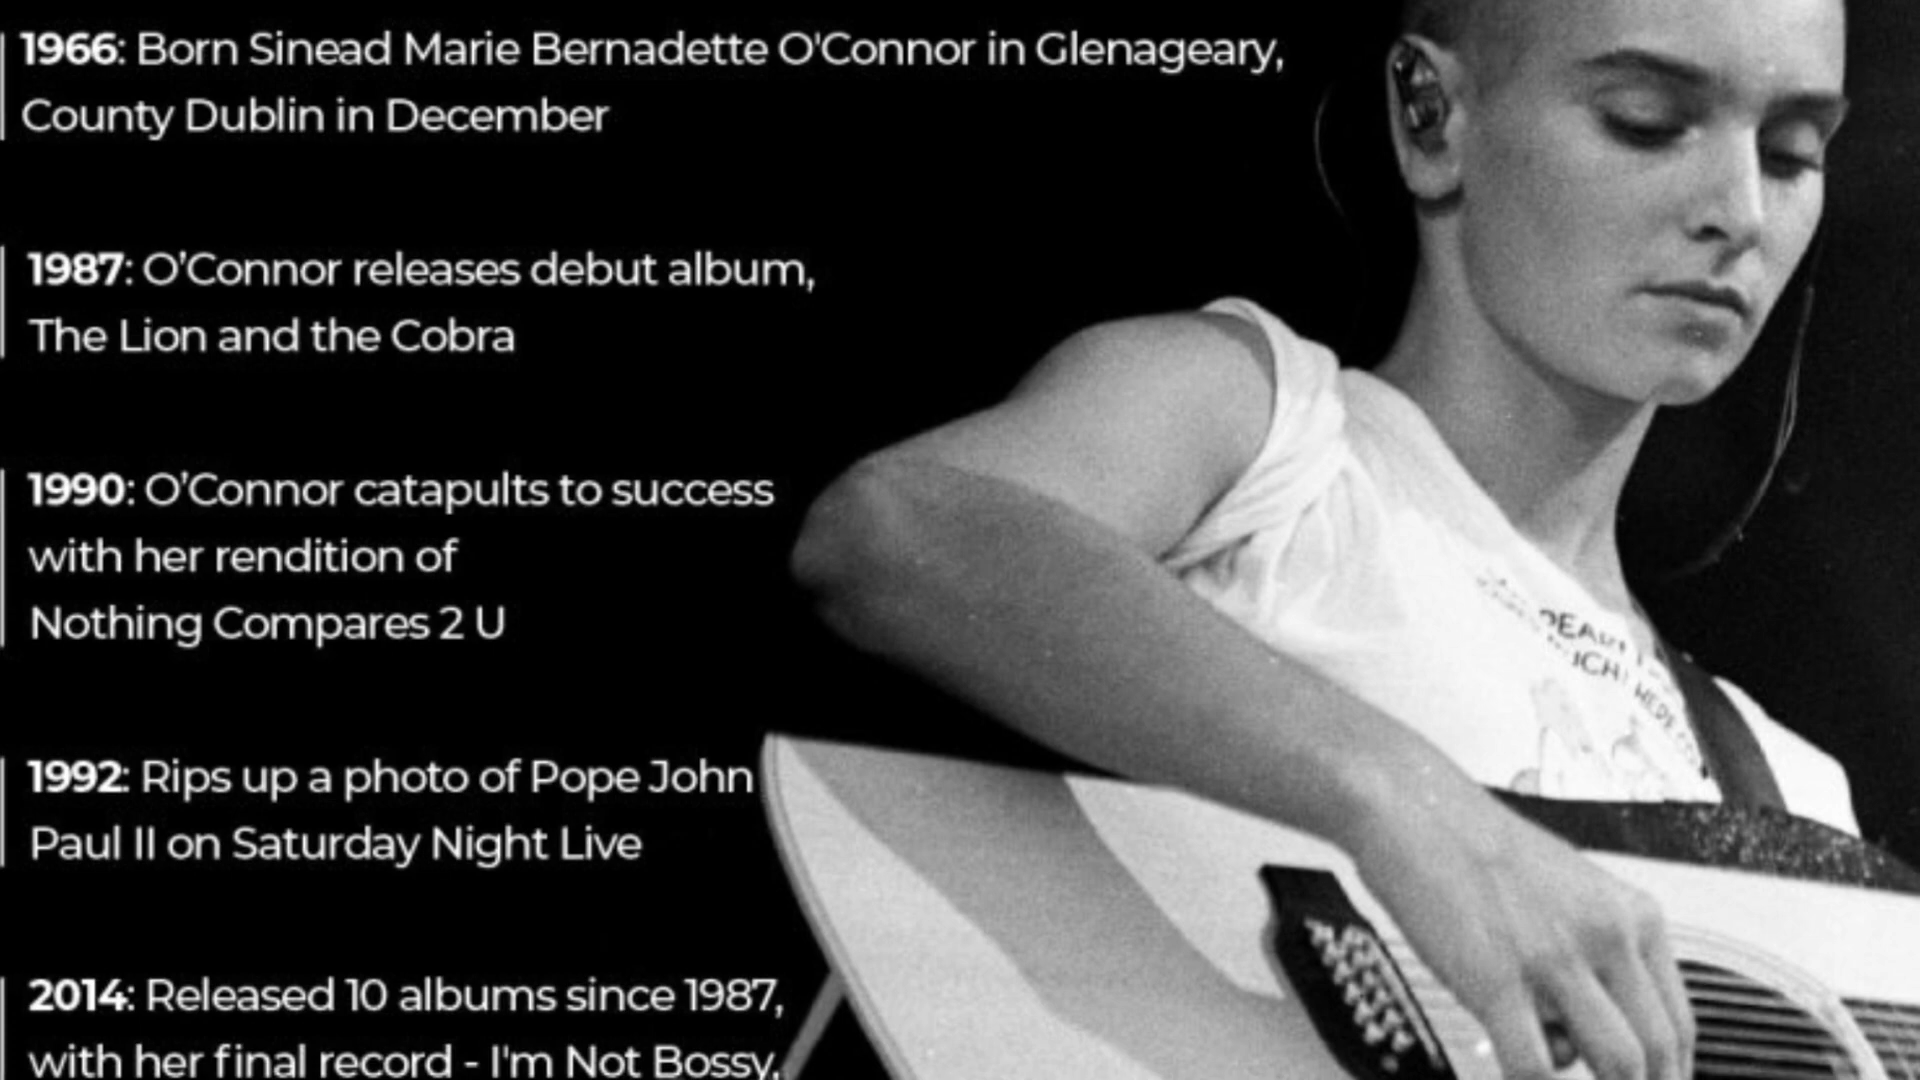 1966: Born Sinead Marie Bernadette O'Connor in Glenageary,
County Dublin in December
1987: O’Connor releases debut album,
The Lion and the Cobra
1990: O’Connor catapults to success
with her rendition of
Nothing Compares 2 U
1992: Rips up a photo of Pope John
Paul II on Saturday Night Live
2014: Released 10 albums since 1987,
with her final record - I'm Not Bossy,